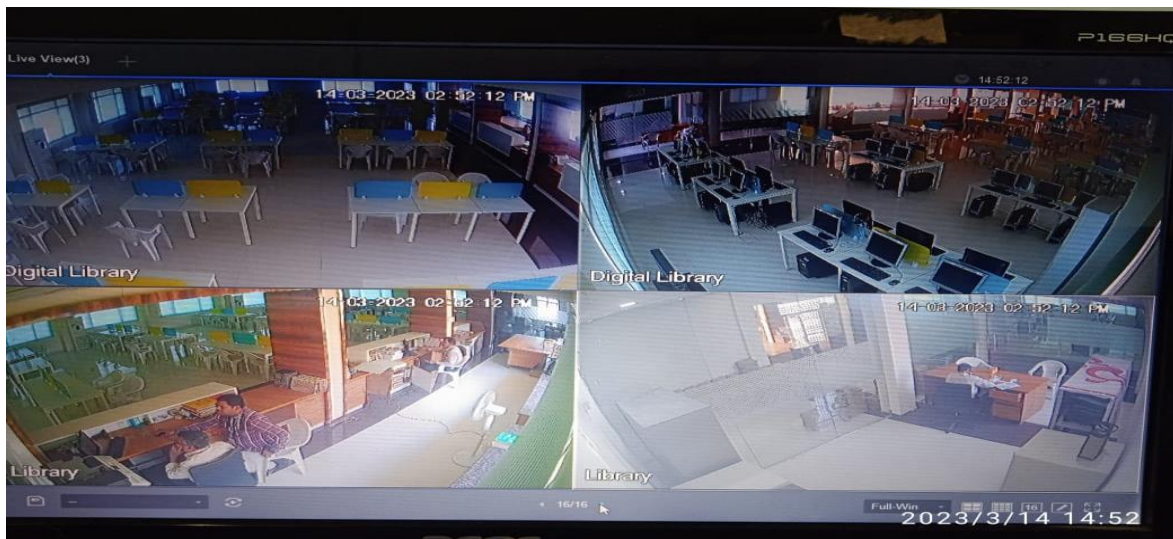 P166HQ
Live View(3) +
14:52:12
14-03-2023 02:52:12 PM
14-03-2023 02:52:12 PM
Digital Library
Digital Library
14-03-2023 02:52:12 PM
14-03-2023 02:52:12 PM
Library
Library
16/16
Full-Win
16
2023/3/14 14:52